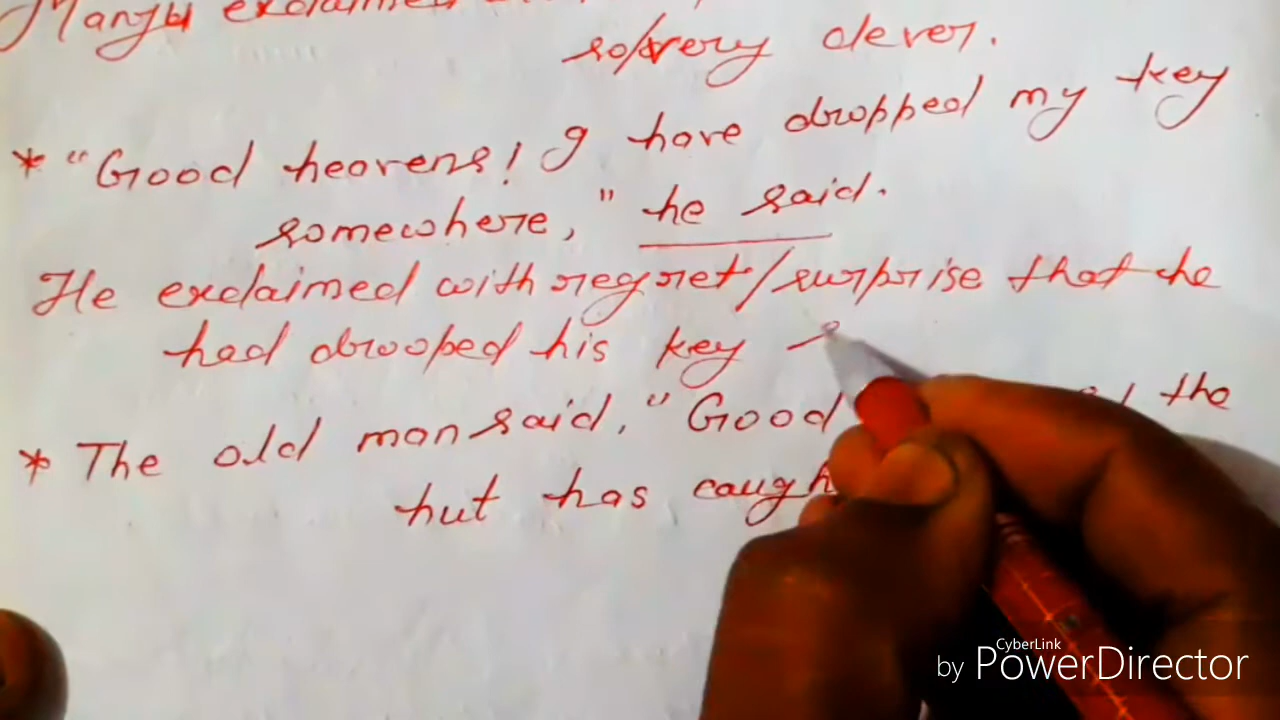 Manju exclaimed
so/very clever.
* "Good heavens! I have dropped my key
somewhere," he said.
He exclaimed with regret/surprise that he
had drooped his key s
* The old man said, "Good the
hut has caugh
CyberLink
by PowerDirector